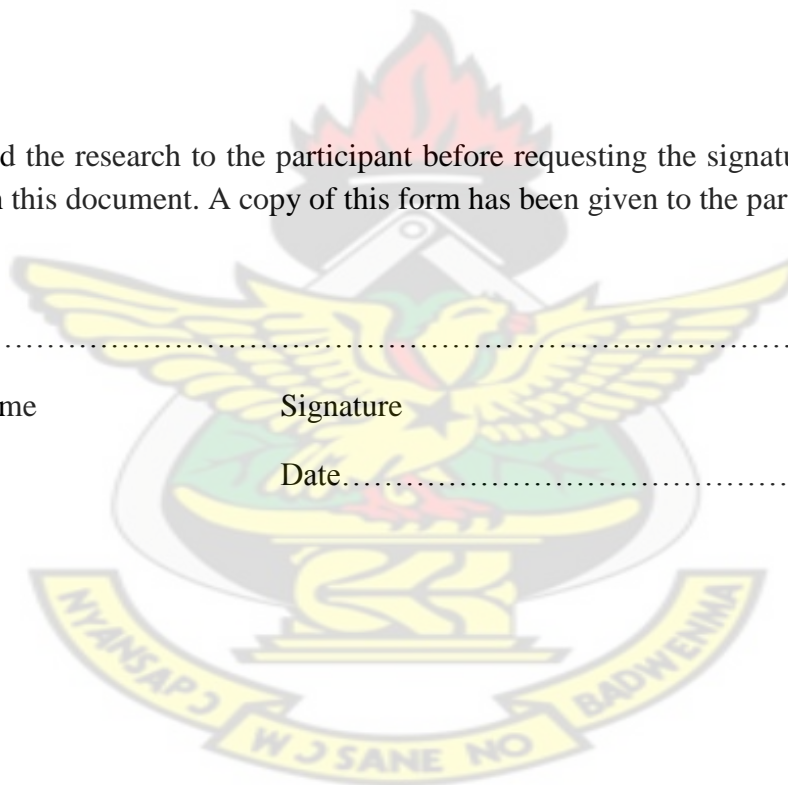 d the research to the participant before requesting the signatu
n this document. A copy of this form has been given to the par
………………………………………………………………………
me Signature
Date……………………………………
NYANSAPƆ WƆSANE NO BADWENMA